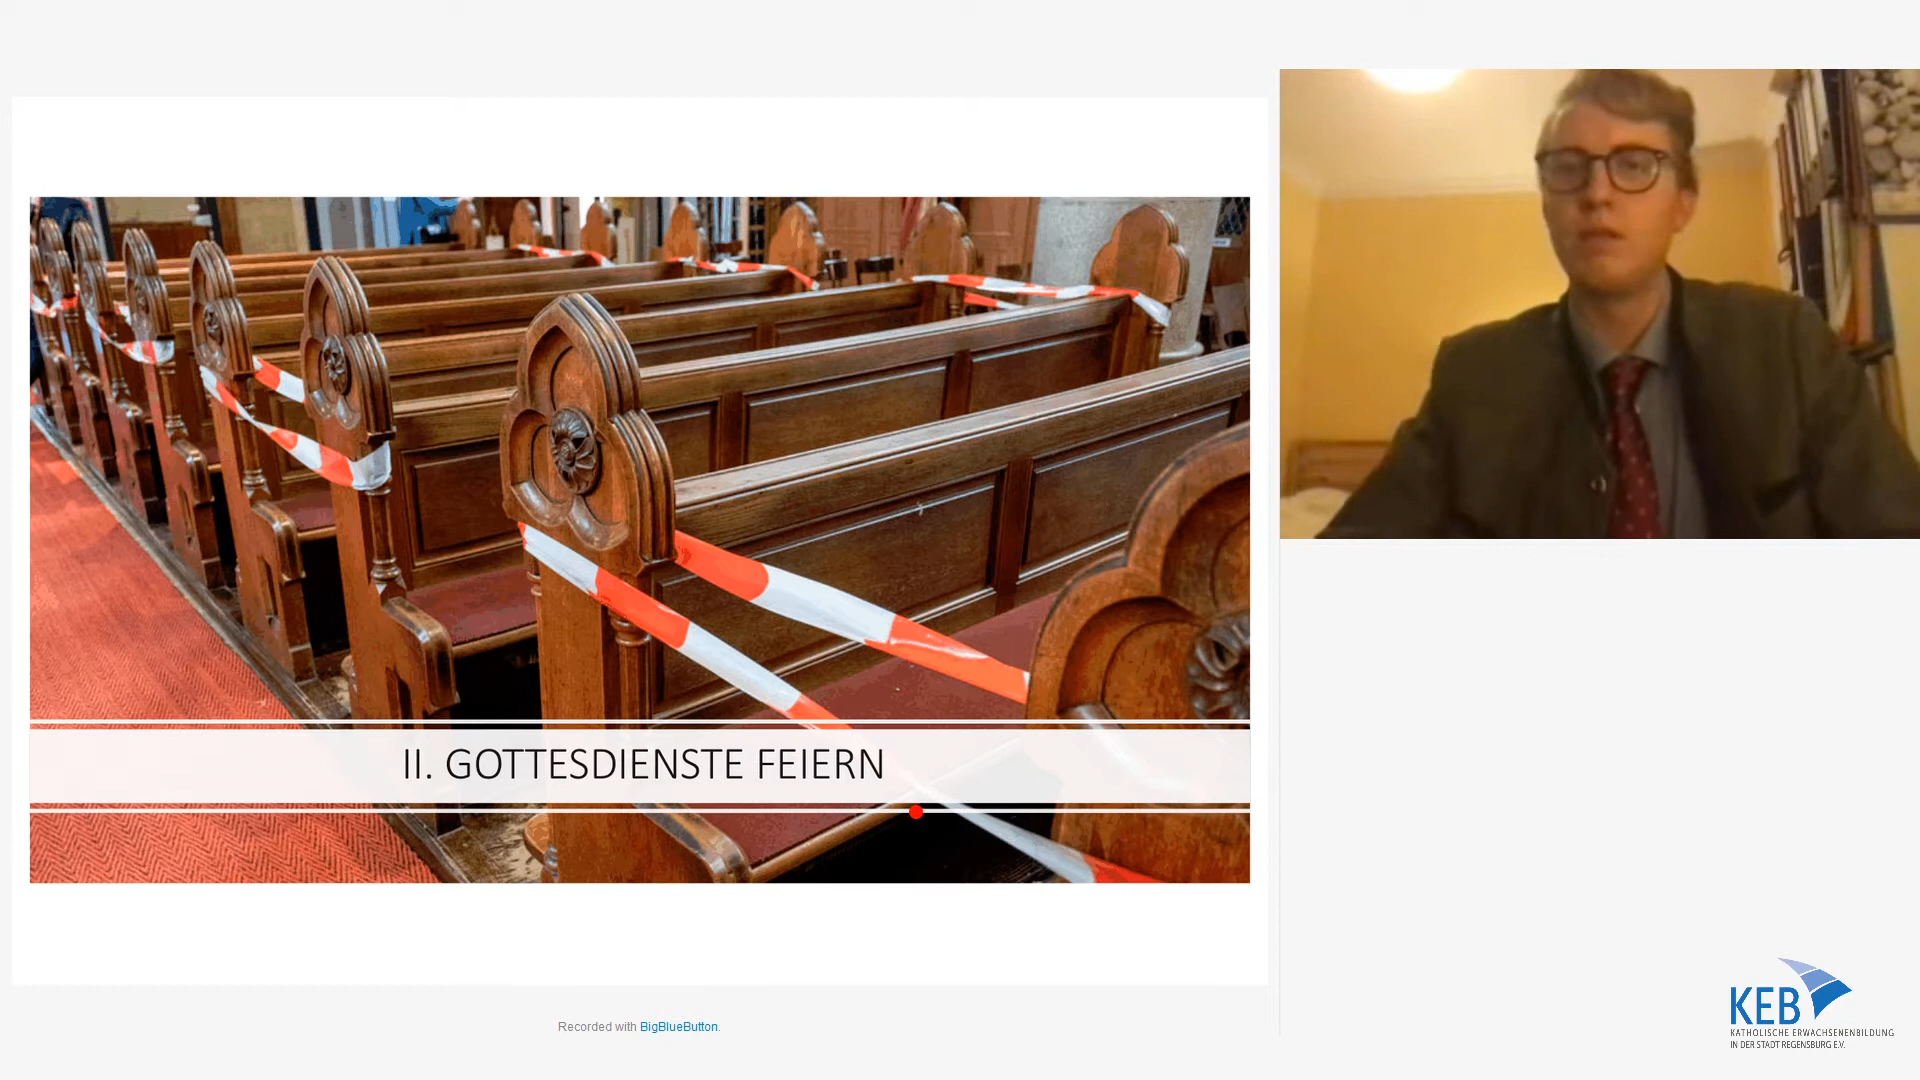 II. GOTTESDIENSTE FEIERN
Recorded with BigBlueButton.
KEB
KATHOLISCHE ERWACHSENENBILDUNG
IN DER STADT REGENSBURG E.V.